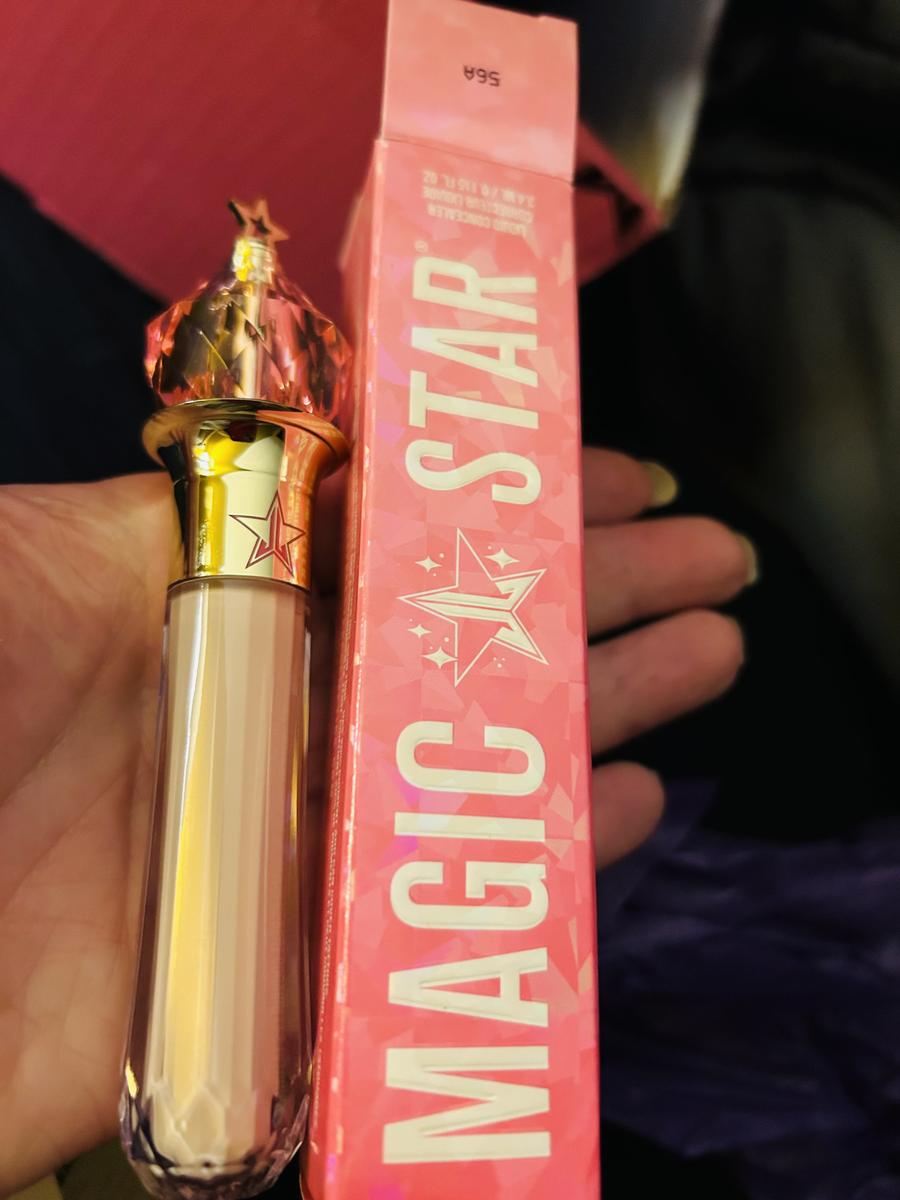 56A
LIQUID CONCEALER
CORRECTEUR LIQUIDE
3.4 ML / 0.115 FL. OZ
MAGIC STAR®